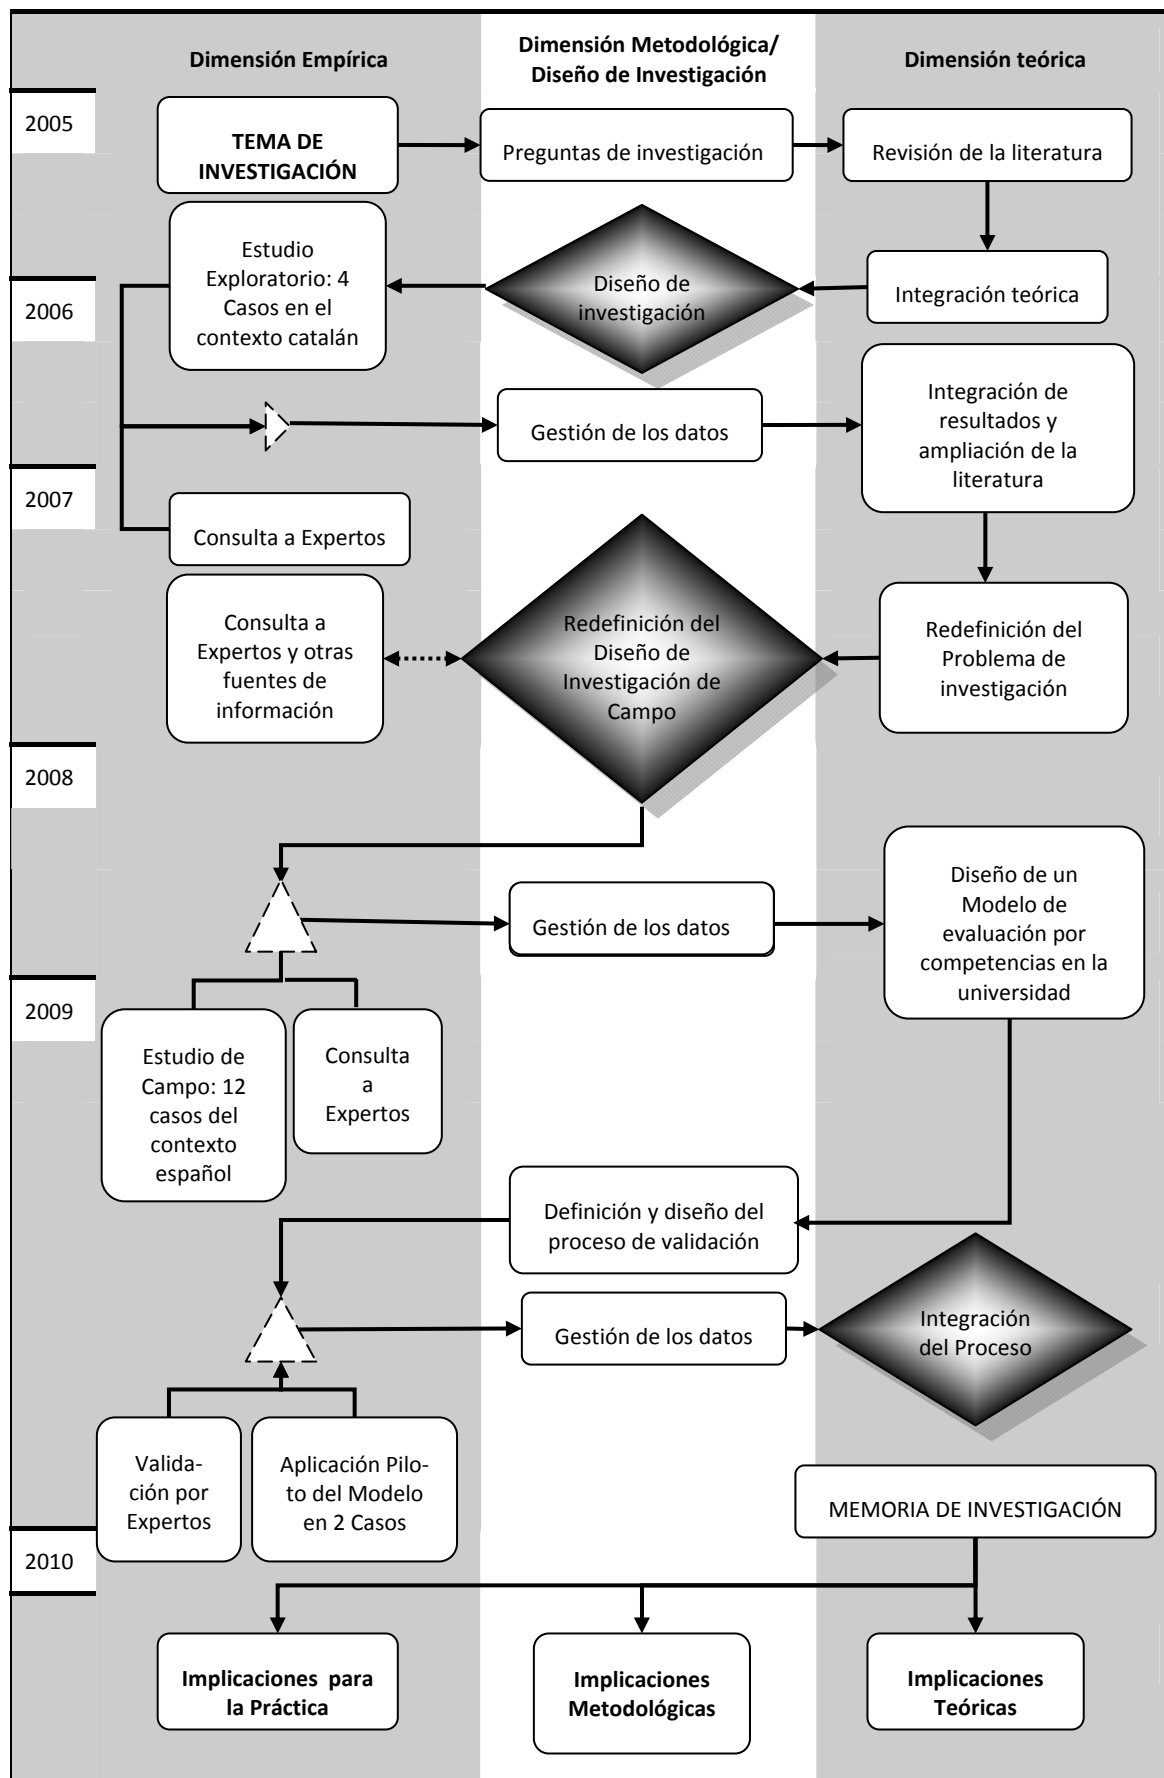 Dimensión Empírica
Dimensión Metodológica/
Diseño de Investigación
Dimensión teórica
2005
TEMA DE
INVESTIGACIÓN
Preguntas de investigación
Revisión de la literatura
Estudio
Exploratorio: 4
Casos en el
contexto catalán
Diseño de
investigación
Integración teórica
2006
Gestión de los datos
Integración de
resultados y
ampliación de la
literatura
2007
Consulta a Expertos
Consulta a
Expertos y otras
fuentes de
información
Redefinición del
Diseño de
Investigación de
Campo
Redefinición del
Problema de
investigación
2008
Gestión de los datos
Diseño de un
Modelo de
evaluación por
competencias en la
universidad
2009
Estudio de
Campo: 12
casos del
contexto
español
Consulta
a
Expertos
Definición y diseño del
proceso de validación
Gestión de los datos
Integración
del Proceso
Valida-
ción por
Expertos
Aplicación Pilo-
to del Modelo
en 2 Casos
MEMORIA DE INVESTIGACIÓN
2010
Implicaciones para
la Práctica
Implicaciones
Metodológicas
Implicaciones
Teóricas